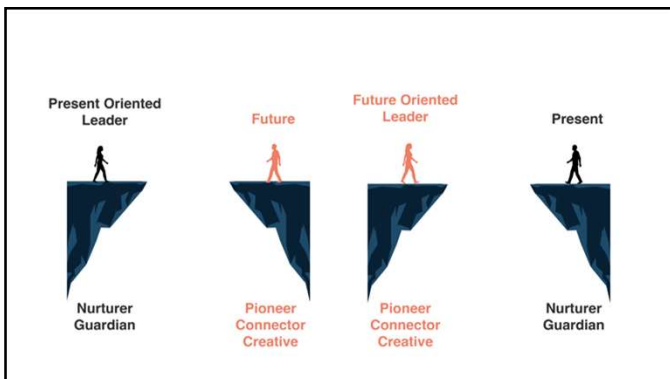 Present Oriented
Leader
Future
Future Oriented
Leader
Present
Nurturer
Guardian
Pioneer
Connector
Creative
Pioneer
Connector
Creative
Nurturer
Guardian